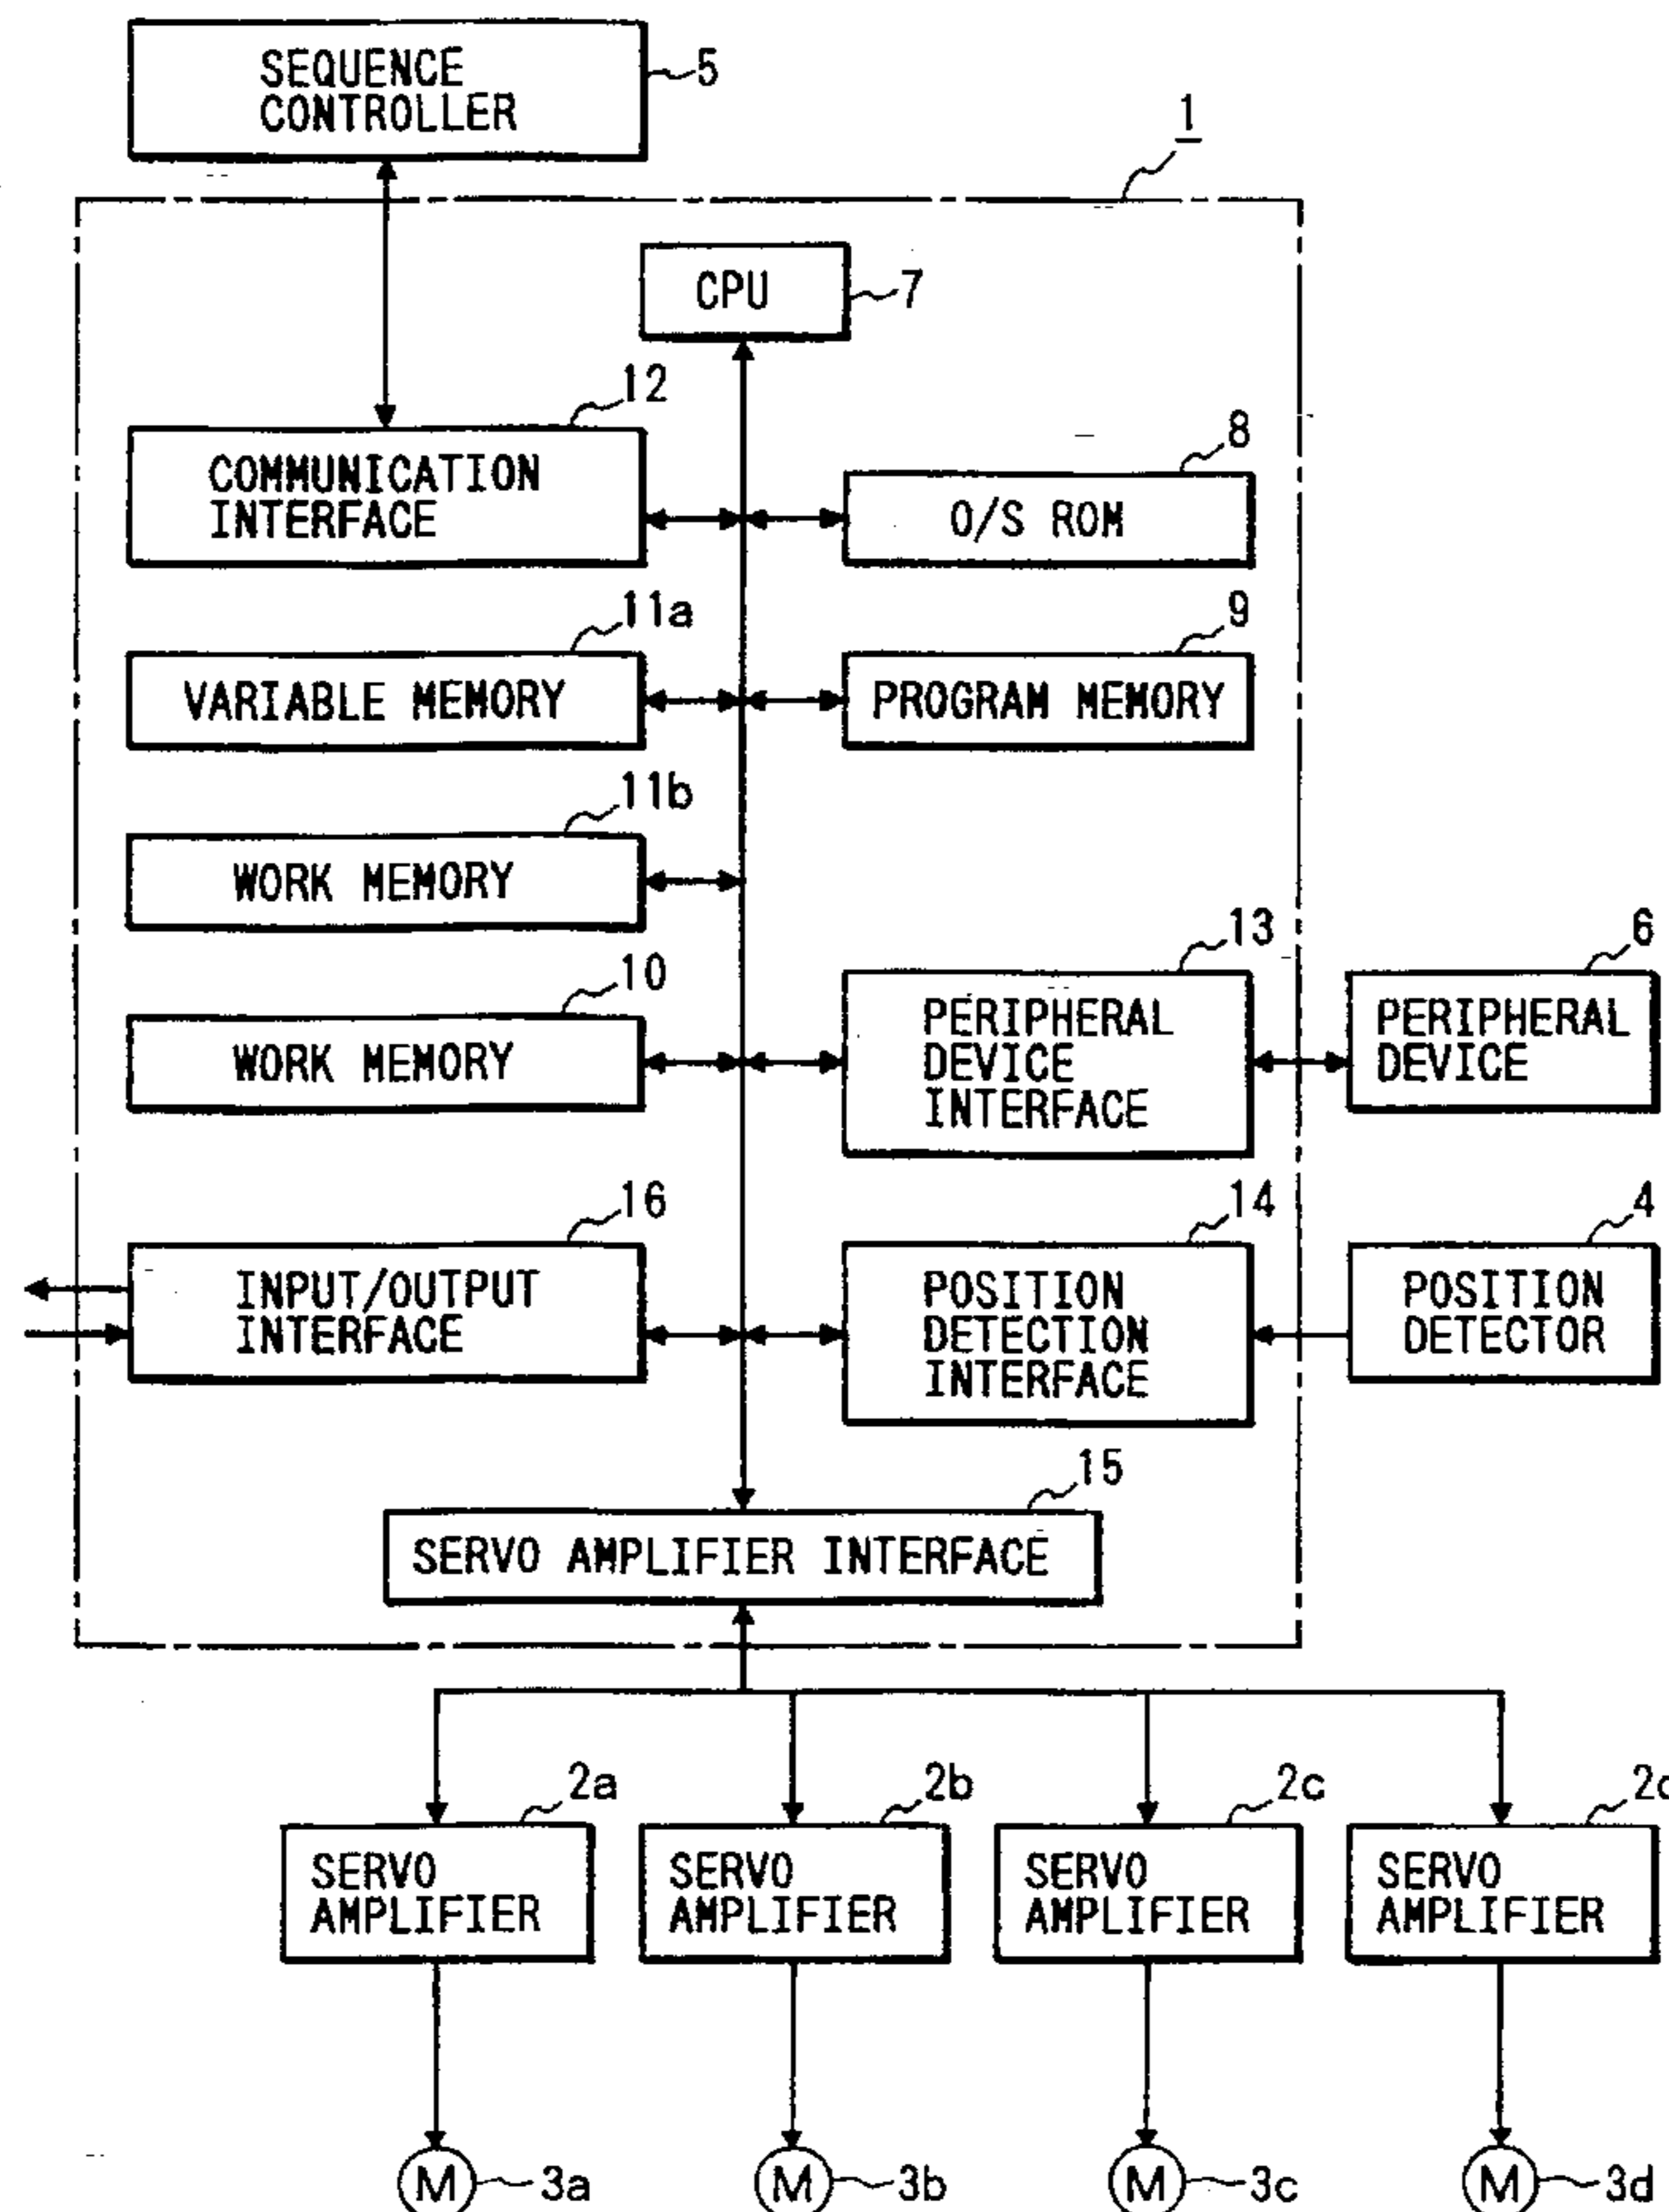 SEQUENCE
CONTROLLER
5
1
CPU
7
12
COMMUNICATION
INTERFACE
8
O/S ROM
11a
VARIABLE MEMORY
9
PROGRAM MEMORY
11b
WORK MEMORY
10
WORK MEMORY
13
PERIPHERAL
DEVICE
INTERFACE
6
PERIPHERAL
DEVICE
16
INPUT/OUTPUT
INTERFACE
14
POSITION
DETECTION
INTERFACE
4
POSITION
DETECTOR
15
SERVO AMPLIFIER INTERFACE
2a
SERVO
AMPLIFIER
2b
SERVO
AMPLIFIER
2c
SERVO
AMPLIFIER
SERVO
AMPLIFIER
M
3a
M
3b
M
3c
M
3d